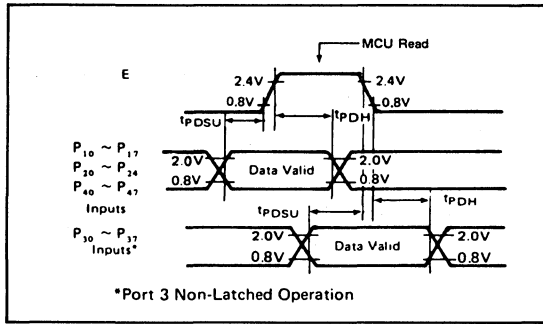 MCU Read
E
2.4V 2.4V
0.8V 0.8V
tPDSU tPDH
P10 ~ P17
P20 ~ P24
P40 ~ P47
Inputs
2.0V Data Valid 2.0V
0.8V 0.8V
tPDSU tPDH
P30 ~ P37
Inputs*
2.0V Data Valid 2.0V
0.8V 0.8V
*Port 3 Non-Latched Operation